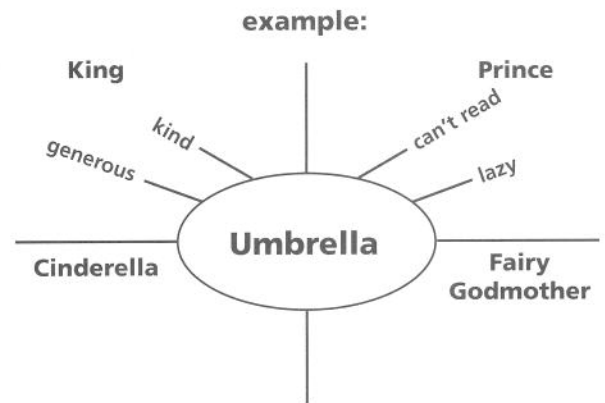 example:
King
Prince
kind
can't read
generous
lazy
Umbrella
Cinderella
Fairy
Godmother